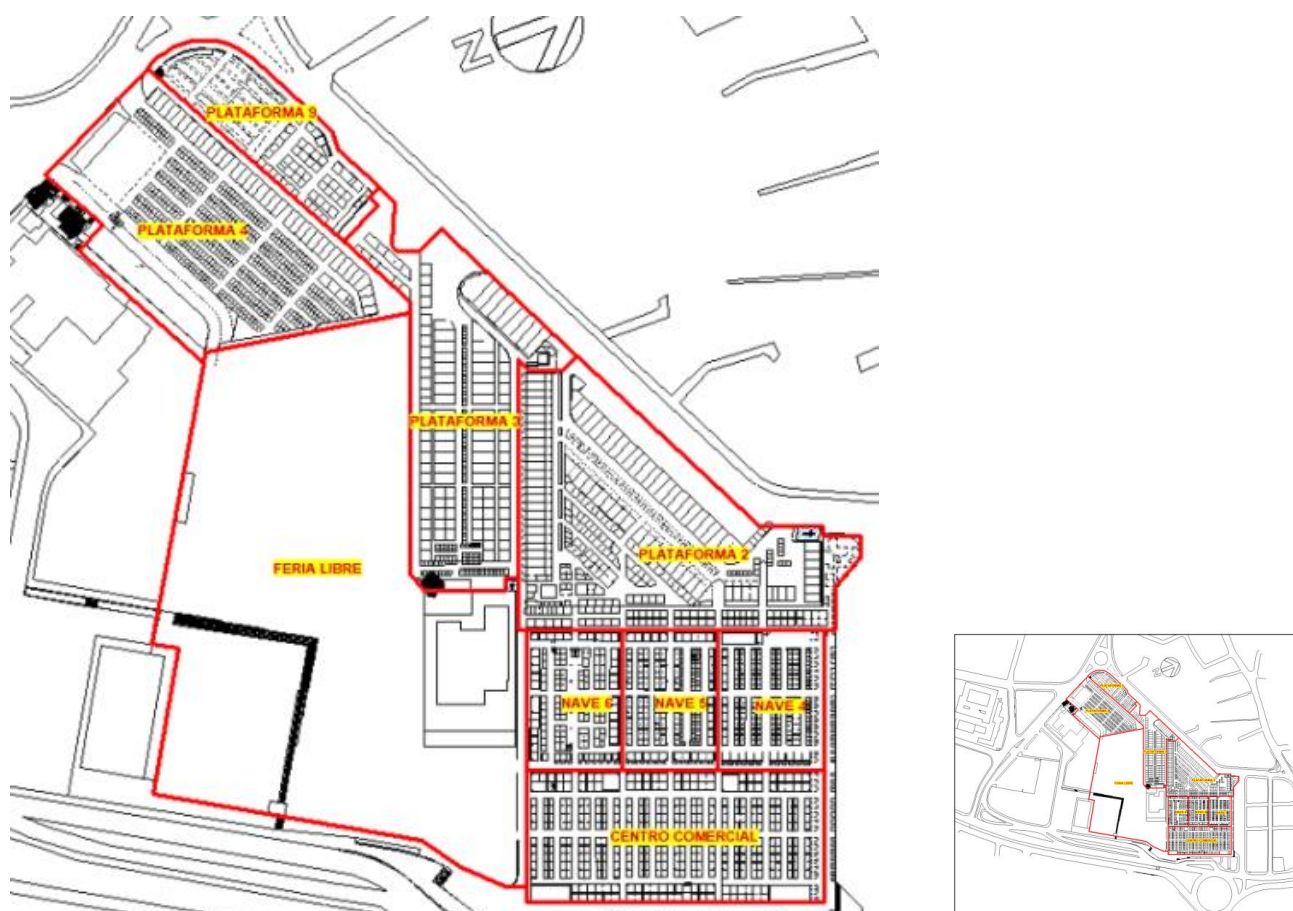 N
PLATAFORMA 9
PLATAFORMA 4
PLATAFORMA 3
PLATAFORMA 2
FERIA LIBRE
NAVE 6
NAVE 5
NAVE 4
CENTRO COMERCIAL